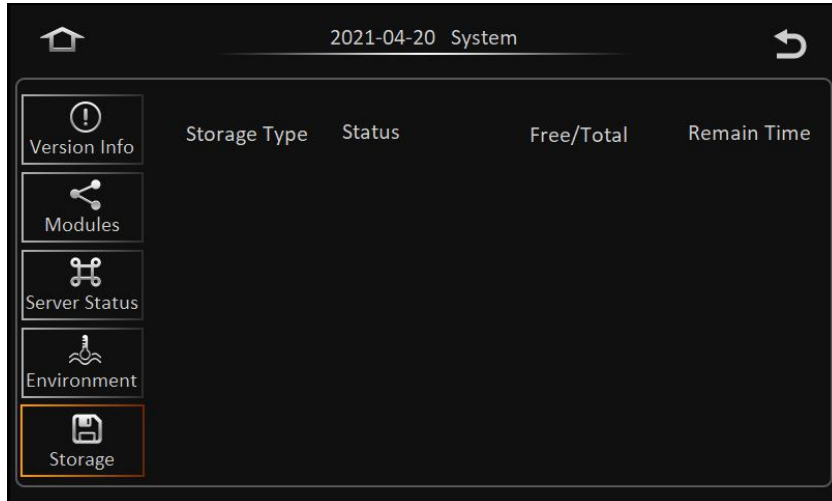 2021-04-20 System
Version Info
Modules
Server Status
Environment
Storage
Storage Type Status Free/Total Remain Time